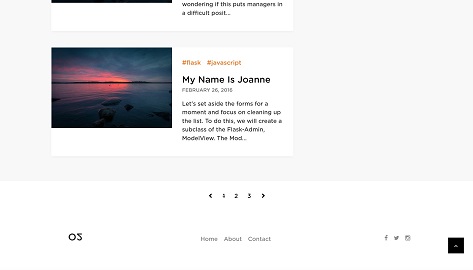 wondering if this puts managers in
a difficult posit...
#flask #javascript
My Name Is Joanne
FEBRUARY 26, 2016
Let's set aside the forms for a
moment and focus on cleaning up
the list. To do this, we will create a
subclass of the Flask-Admin,
ModelView. The Mod...
1 2 3
OS
Home About Contact